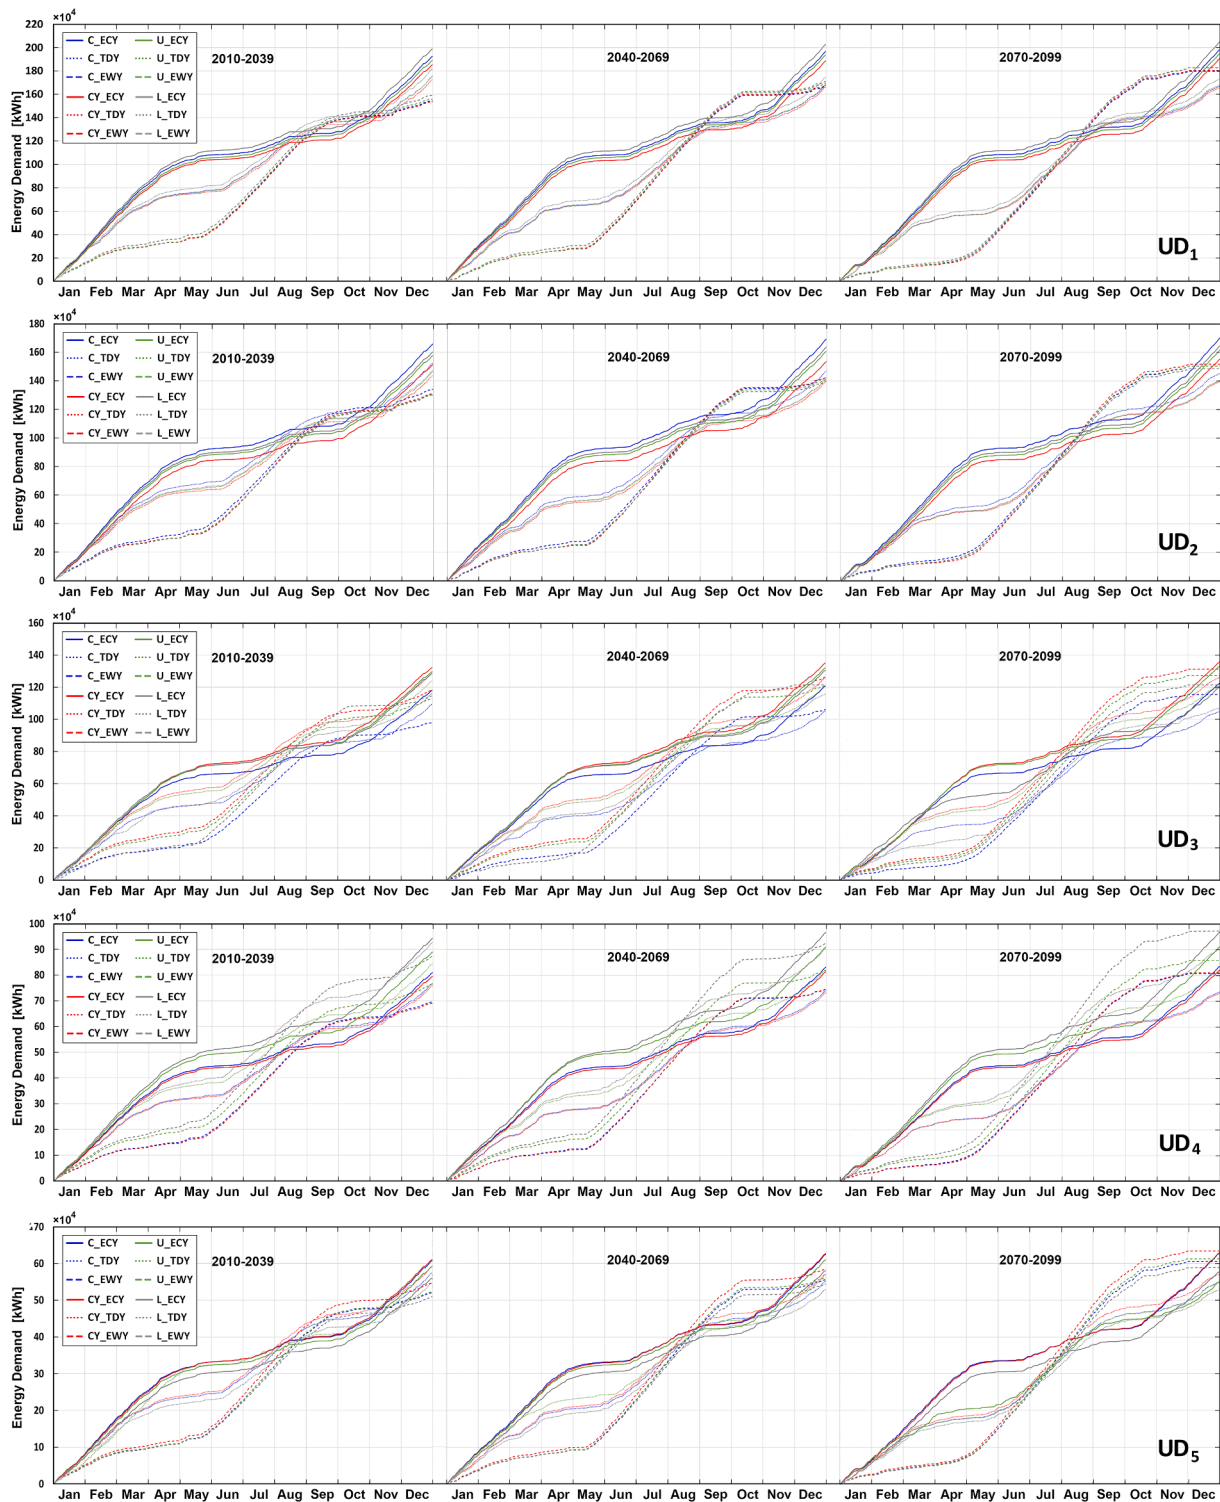 ×10⁴
220
200
180
160
140
120
100
80
60
40
20
0
Energy Demand [kWh]
C_ECY U_ECY
C_TDY U_TDY
C_EWY U_EWY
CY_ECY L_ECY
CY_TDY L_TDY
CY_EWY L_EWY
2010-2039 2040-2069 2070-2099
UD₁
Jan Feb Mar Apr May Jun Jul Aug Sep Oct Nov Dec Jan Feb Mar Apr May Jun Jul Aug Sep Oct Nov Dec Jan Feb Mar Apr May Jun Jul Aug Sep Oct Nov Dec
×10⁴
180
160
140
120
100
80
60
40
20
0
Energy Demand [kWh]
C_ECY U_ECY
C_TDY U_TDY
C_EWY U_EWY
CY_ECY L_ECY
CY_TDY L_TDY
CY_EWY L_EWY
2010-2039 2040-2069 2070-2099
UD₂
Jan Feb Mar Apr May Jun Jul Aug Sep Oct Nov Dec Jan Feb Mar Apr May Jun Jul Aug Sep Oct Nov Dec Jan Feb Mar Apr May Jun Jul Aug Sep Oct Nov Dec
×10⁴
160
140
120
100
80
60
40
20
0
Energy Demand [kWh]
C_ECY U_ECY
C_TDY U_TDY
C_EWY U_EWY
CY_ECY L_ECY
CY_TDY L_TDY
CY_EWY L_EWY
2010-2039 2040-2069 2070-2099
UD₃
Jan Feb Mar Apr May Jun Jul Aug Sep Oct Nov Dec Jan Feb Mar Apr May Jun Jul Aug Sep Oct Nov Dec Jan Feb Mar Apr May Jun Jul Aug Sep Oct Nov Dec
×10⁴
100
90
80
70
60
50
40
30
20
10
0
Energy Demand [kWh]
C_ECY U_ECY
C_TDY U_TDY
C_EWY U_EWY
CY_ECY L_ECY
CY_TDY L_TDY
CY_EWY L_EWY
2010-2039 2040-2069 2070-2099
UD₄
Jan Feb Mar Apr May Jun Jul Aug Sep Oct Nov Dec Jan Feb Mar Apr May Jun Jul Aug Sep Oct Nov Dec Jan Feb Mar Apr May Jun Jul Aug Sep Oct Nov Dec
×10⁴
70
60
50
40
30
20
10
0
Energy Demand [kWh]
C_ECY U_ECY
C_TDY U_TDY
C_EWY U_EWY
CY_ECY L_ECY
CY_TDY L_TDY
CY_EWY L_EWY
2010-2039 2040-2069 2070-2099
UD₅
Jan Feb Mar Apr May Jun Jul Aug Sep Oct Nov Dec Jan Feb Mar Apr May Jun Jul Aug Sep Oct Nov Dec Jan Feb Mar Apr May Jun Jul Aug Sep Oct Nov Dec